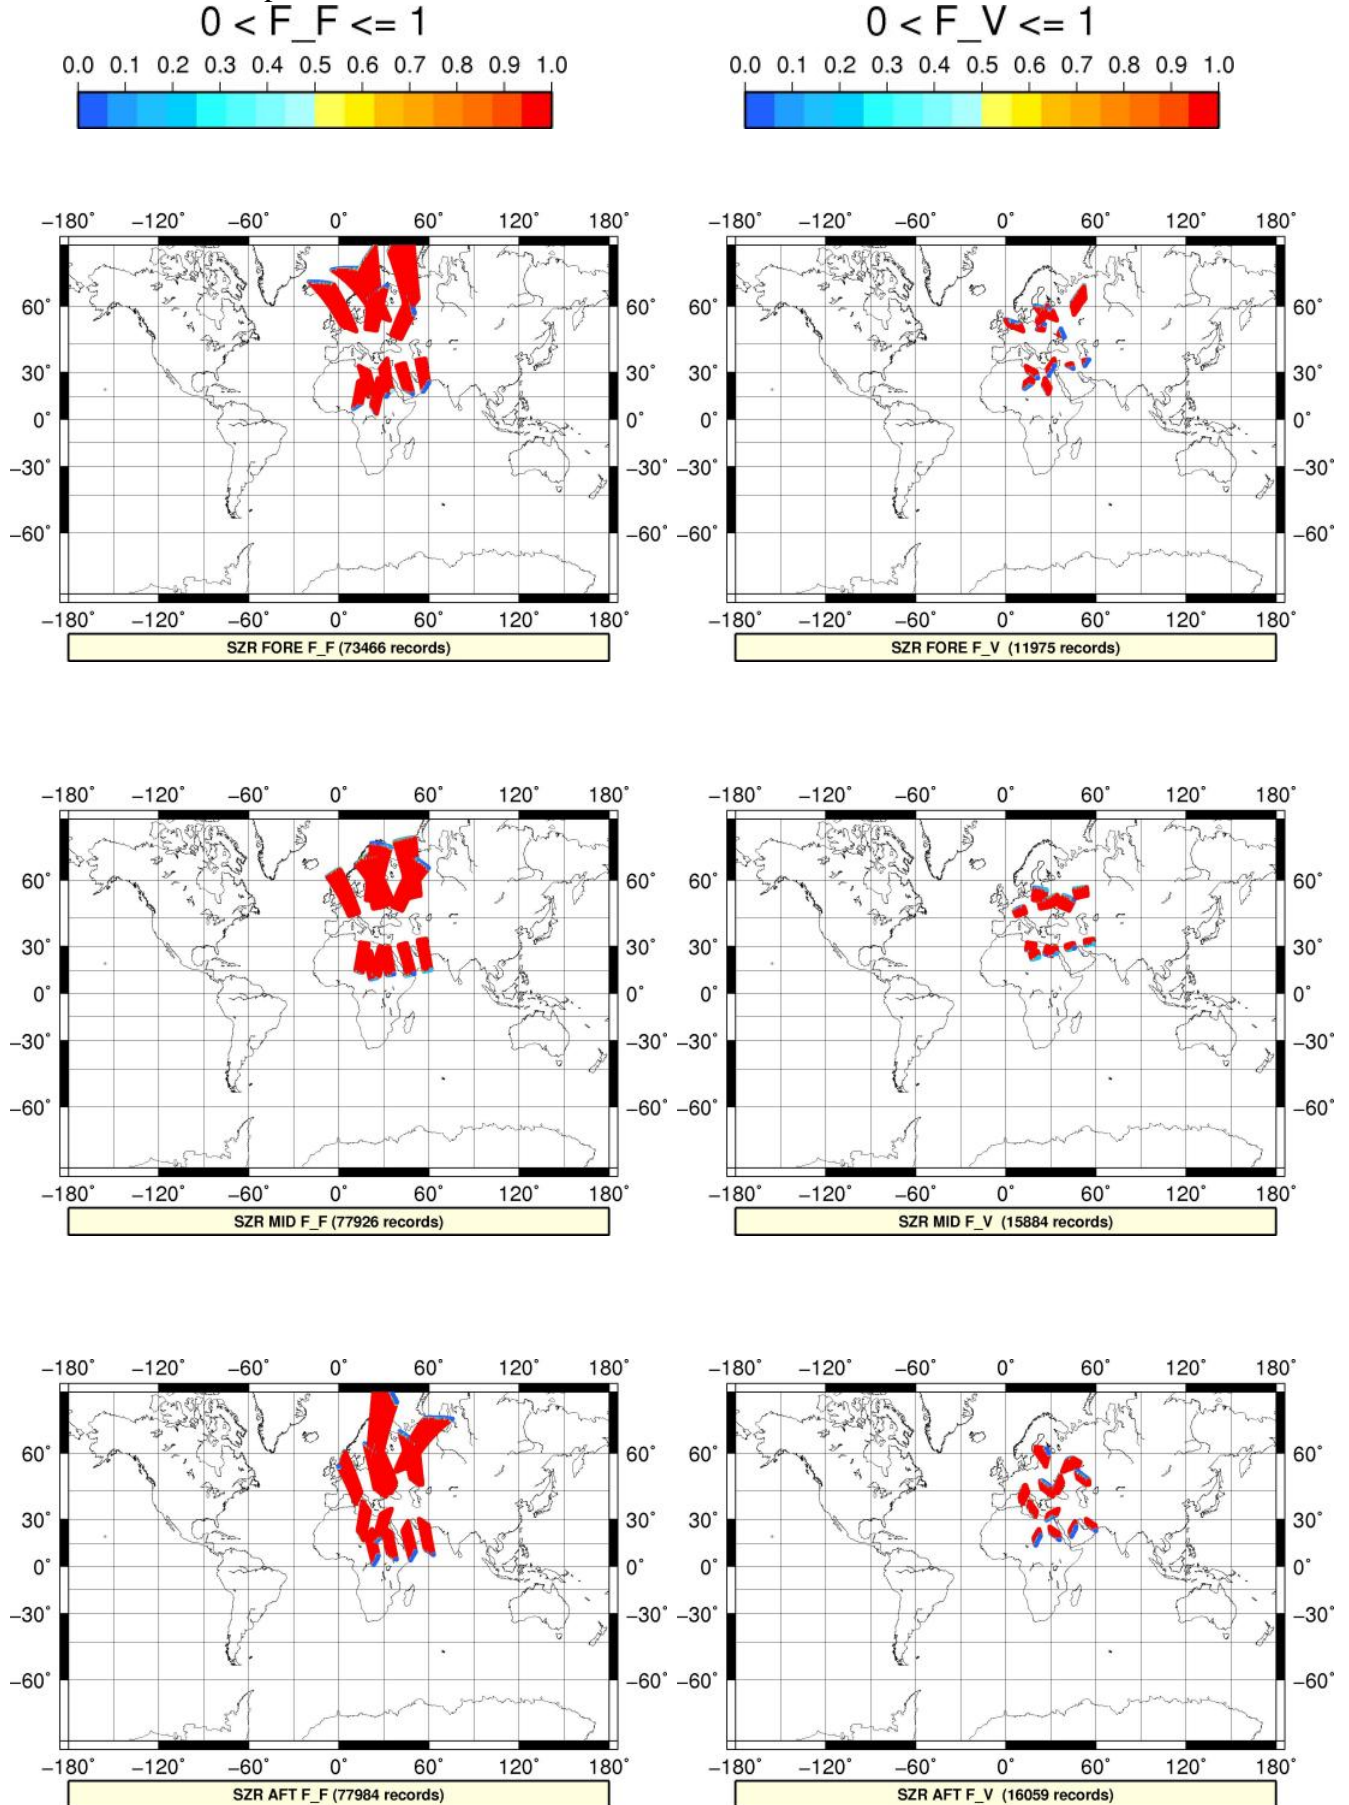 0 < F_F <= 1
0 < F_V <= 1
0.0 0.1 0.2 0.3 0.4 0.5 0.6 0.7 0.8 0.9 1.0
0.0 0.1 0.2 0.3 0.4 0.5 0.6 0.7 0.8 0.9 1.0
−180° −120° −60° 0° 60° 120° 180°
−180° −120° −60° 0° 60° 120° 180°
60° 60° 60° 60°
30° 30° 30° 30°
0° 0° 0° 0°
−30° −30° −30° −30°
−60° −60° −60° −60°
−180° −120° −60° 0° 60° 120° 180°
−180° −120° −60° 0° 60° 120° 180°
SZR FORE F_F (73466 records)
SZR FORE F_V (11975 records)
−180° −120° −60° 0° 60° 120° 180°
−180° −120° −60° 0° 60° 120° 180°
60° 60° 60° 60°
30° 30° 30° 30°
0° 0° 0° 0°
−30° −30° −30° −30°
−60° −60° −60° −60°
−180° −120° −60° 0° 60° 120° 180°
−180° −120° −60° 0° 60° 120° 180°
SZR MID F_F (77926 records)
SZR MID F_V (15884 records)
−180° −120° −60° 0° 60° 120° 180°
−180° −120° −60° 0° 60° 120° 180°
60° 60° 60° 60°
30° 30° 30° 30°
0° 0° 0° 0°
−30° −30° −30° −30°
−60° −60° −60° −60°
−180° −120° −60° 0° 60° 120° 180°
−180° −120° −60° 0° 60° 120° 180°
SZR AFT F_F (77984 records)
SZR AFT F_V (16059 records)